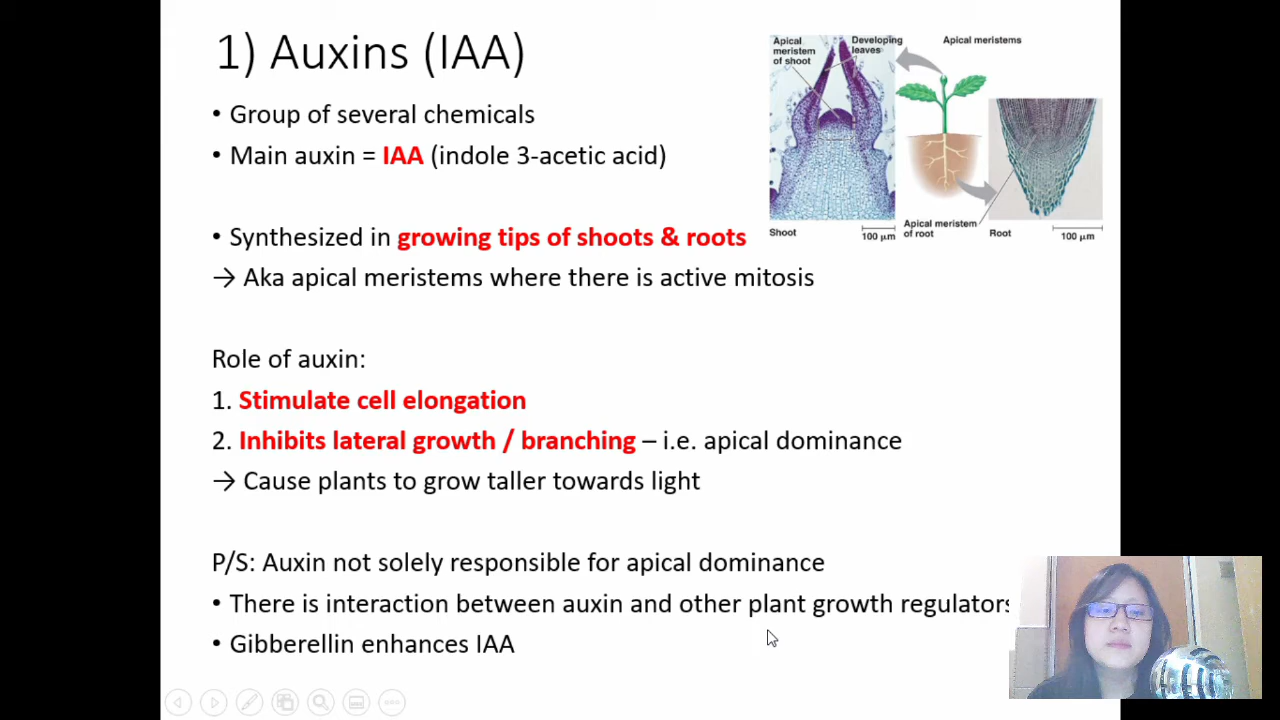 1) Auxins (IAA)
• Group of several chemicals
• Main auxin = IAA (indole 3-acetic acid)
• Synthesized in growing tips of shoots & roots
→ Aka apical meristems where there is active mitosis
Role of auxin:
1. Stimulate cell elongation
2. Inhibits lateral growth / branching – i.e. apical dominance
→ Cause plants to grow taller towards light
P/S: Auxin not solely responsible for apical dominance
• There is interaction between auxin and other plant growth regulators
• Gibberellin enhances IAA
Apical
meristem
of shoot
Developing
leaves
Apical meristems
Shoot
100 µm
Apical meristem
of root
Root
100 µm